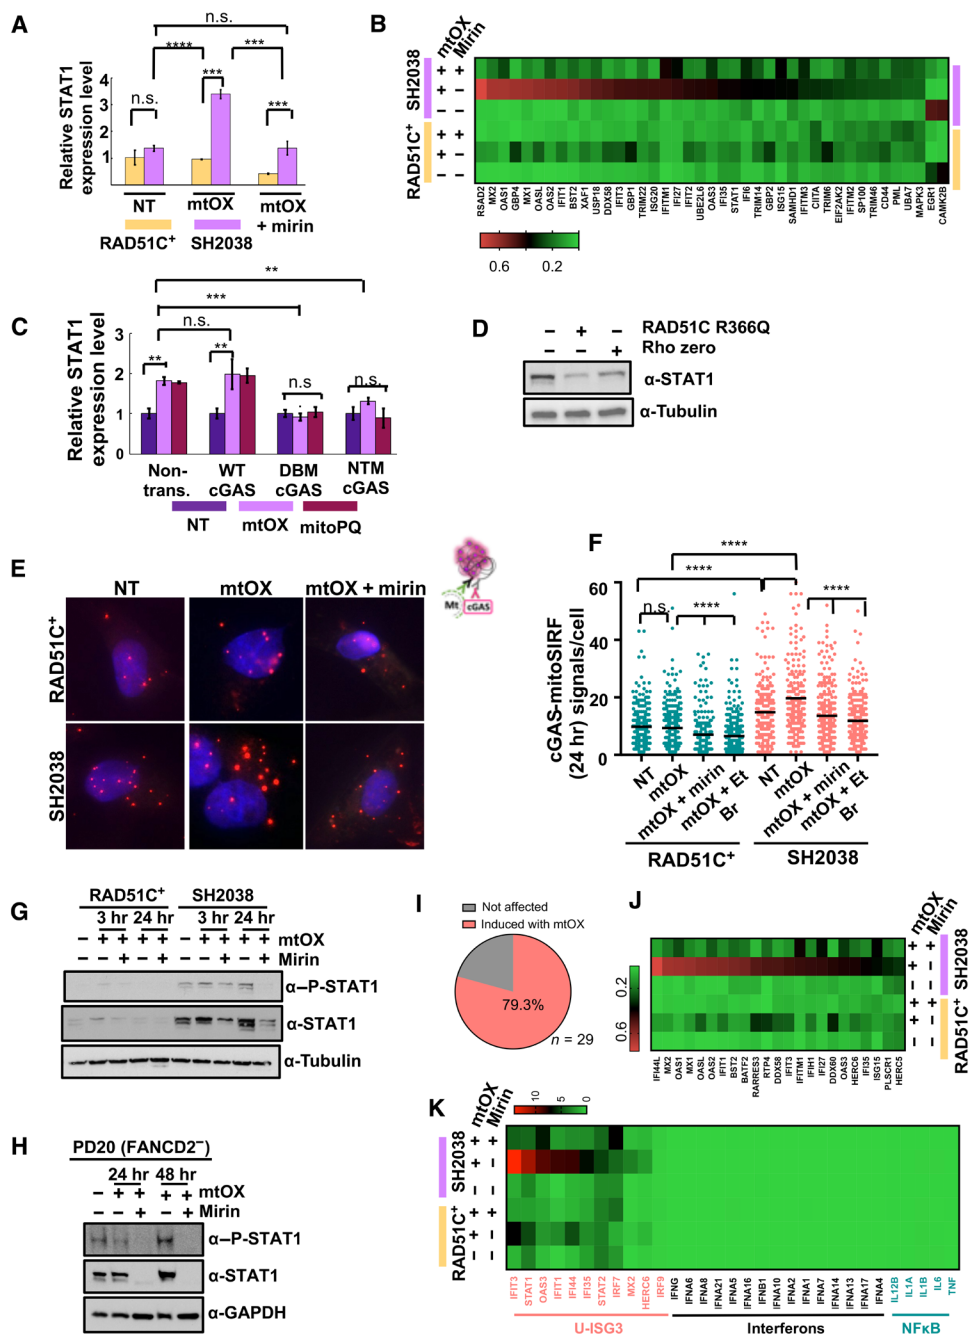 A
n.s.
**** ***
n.s. *** ***
Relative STAT1
expression level
4
3
2
1
NT mtOX mtOX
+ mirin
RAD51C+ SH2038
B
mtOX
Mirin
SH2038
RAD51C+
+ +
+ −
− −
+ +
+ −
− −
RSAD2 MX2 OAS1 GBP4 MX1 OASL OAS2 IFIT1 BST2 XAF1 USP18 DDX58 IFIT3 GBP1 TRIM22 ISG20 IFITM1 IFI27 IFIT2 UBE2L6 OAS3 IFI35 STAT1 IFI6 TRIM14 GBP2 ISG15 SAMHD1 IFITM3 CIITA TRIM6 EIF2AK2 IFITM2 SP100 TRIM46 CD44 PML UBA7 MAPK3 EGR1 CAMK2B
0.6 0.2
C
**
***
n.s.
** ** n.s n.s.
Relative STAT1
expression level
3
2
1
0
Non-
trans. WT
cGAS DBM
cGAS NTM
cGAS
NT mtOX mitoPQ
D
− + − RAD51C R366Q
− − + Rho zero
α-STAT1
α-Tubulin
E
NT mtOX mtOX + mirin
RAD51C+
SH2038
Mt cGAS
F
****
****
n.s. **** ****
cGAS-mitoSIRF
(24 hr) signals/cell
60
40
20
0
NT mtOX mtOX + mirin mtOX + Et Br NT mtOX mtOX + mirin mtOX + Et Br
RAD51C+ SH2038
G
RAD51C+ SH2038
3 hr 24 hr 3 hr 24 hr
− + + + + − + + + + mtOX
− − + − + − − + − + Mirin
α–P-STAT1
α-STAT1
α-Tubulin
H
PD20 (FANCD2−)
24 hr 48 hr
− + + + + mtOX
− − + − + Mirin
α–P-STAT1
α-STAT1
α-GAPDH
I
Not affected
Induced with mtOX
79.3%
n = 29
J
mtOX
Mirin
SH2038
RAD51C+
+ +
+ −
− −
+ +
+ −
− −
0.2
0.6
IFI44L MX2 OAS1 MX1 OASL OAS2 IFIT1 BST2 BATF2 RARRES3 RTP4 DDX58 IFIT3 IFITM1 IFIH1 IFI27 DDX60 OAS3 HERC6 IFI35 ISG15 PLSCR1 HERC5
K
10 5 0
mtOX
Mirin
SH2038
RAD51C+
+ +
+ −
− −
+ +
+ −
− −
IFIT3 STAT1 OAS3 IFIT1 IFI44 IFI35 STAT2 IRF7 MX2 HERC6 IRF9 IFNG IFNA6 IFNA8 IFNA21 IFNA5 IFNA16 IFNB1 IFNA10 IFNA2 IFNA1 IFNA7 IFNA14 IFNA13 IFNA17 IFNA4 IL12B IL1A IL1B IL6 TNF
U-ISG3 Interferons NFκB